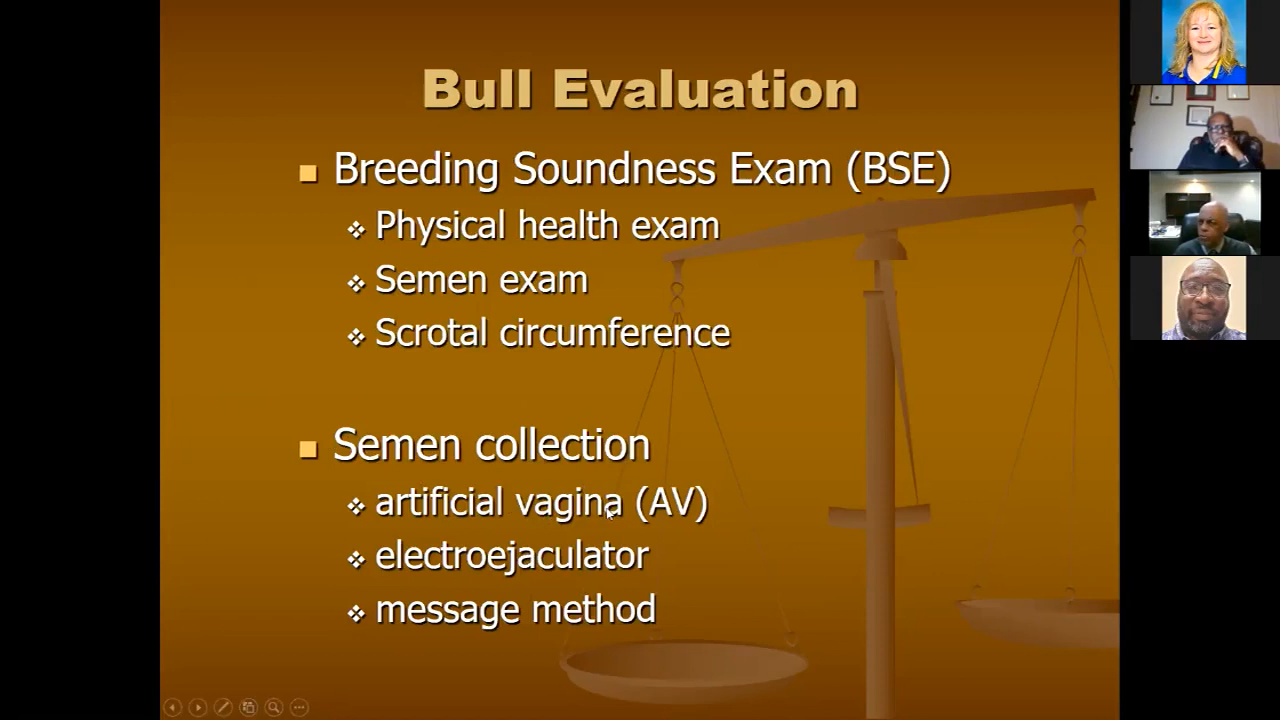 Bull Evaluation
Breeding Soundness Exam (BSE)
Physical health exam
Semen exam
Scrotal circumference
Semen collection
artificial vagina (AV)
electroejaculator
message method